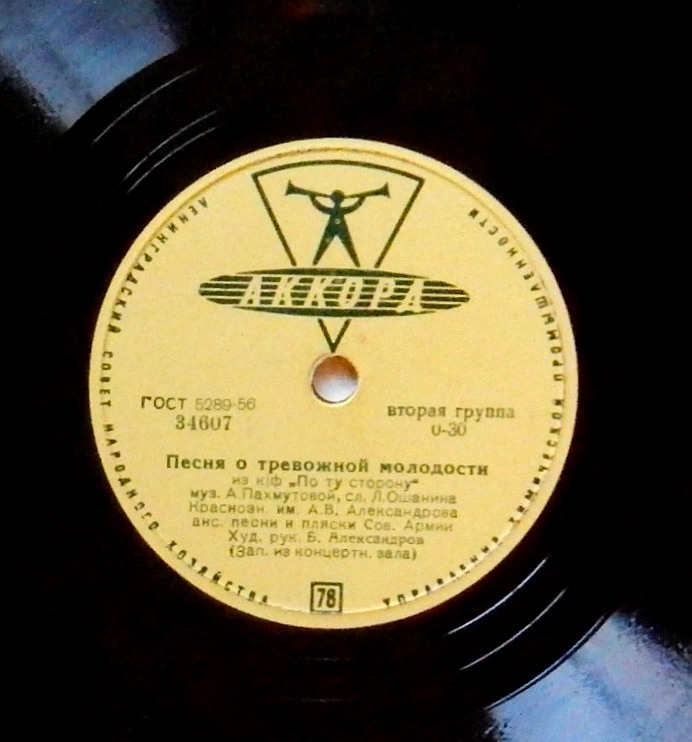 АККОРД
ЛЕНИНГРАДСКИЙ СОВЕТ НАРОДНОГО ХОЗЯЙСТВА
УПРАВЛЕНИЕ ХИМИЧЕСКОЙ ПРОМЫШЛЕННОСТИ
ГОСТ 5289-56
34607
вторая группа
0-30
Песня о тревожной молодости
из к/ф „По ту сторону“
муз. А.Пахмутовой, сл. Л.Ошанина
Краснозн. им. А.В. Александрова
анс. песни и пляски Сов. Армии
Худ. рук. Б. Александров
(Зап. из концертн. зала)
78